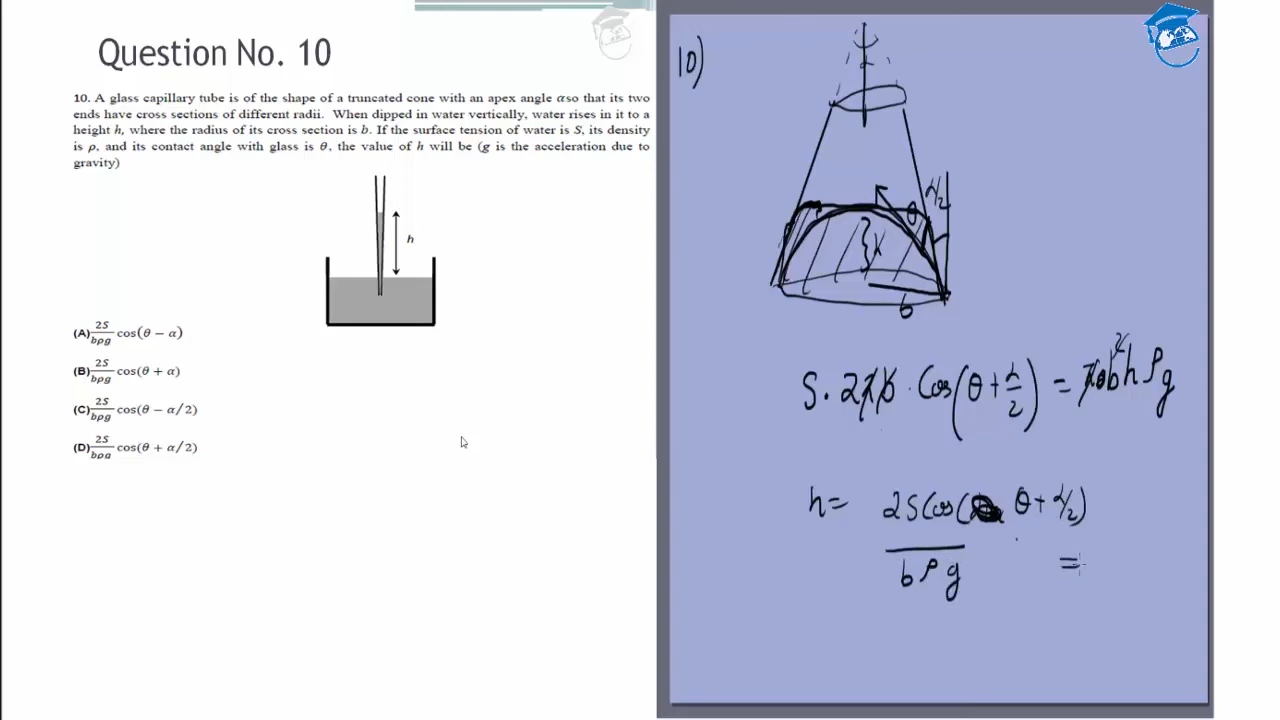 Question No. 10
10. A glass capillary tube is of the shape of a truncated cone with an apex angle αso that its two
ends have cross sections of different radii. When dipped in water vertically, water rises in it to a
height h, where the radius of its cross section is b. If the surface tension of water is S, its density
is ρ, and its contact angle with glass is θ, the value of h will be (g is the acceleration due to
gravity)
h
(A) 2S/bρg cos(θ − α)
(B) 2S/bρg cos(θ + α)
(C) 2S/bρg cos(θ − α/2)
(D) 2S/bρg cos(θ + α/2)
10)
α/2
θ
b
S. 2πb . Cos(θ + α/2) = πb²hρg
h = 2S Cos( θ + α/2) / bρg
=